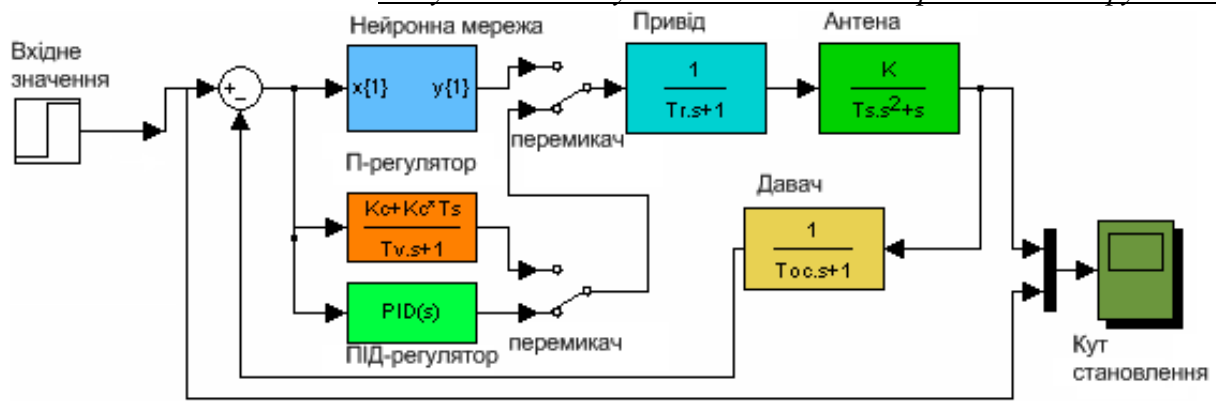 Нейронна мережа
Привід
Антена
Вхідне
значення
x{1}
y{1}
1
Tr.s+1
K
Ts.s²+s
перемикач
П-регулятор
Давач
Kc+Kc*Ts
Tv.s+1
1
Toc.s+1
PID(s)
ПІД-регулятор
перемикач
Кут
становлення